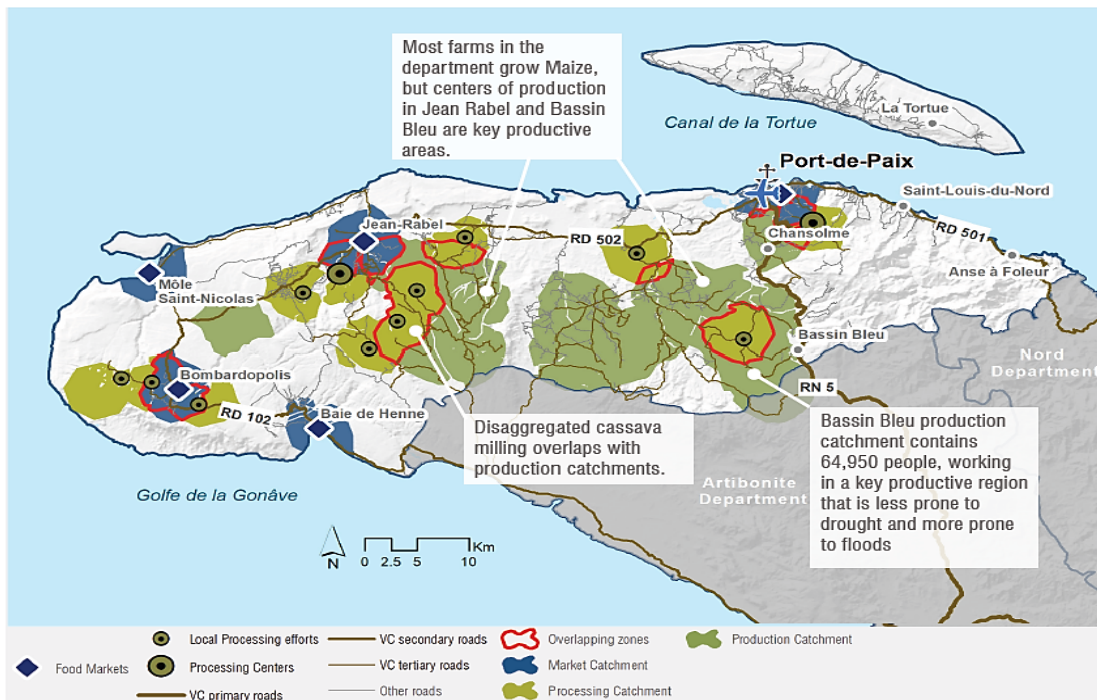 Most farms in the
department grow Maize,
but centers of production
in Jean Rabel and Bassin
Bleu are key productive
areas.
La Tortue
Canal de la Tortue
Port-de-Paix
Saint-Louis-du-Nord
Jean-Rabel
RD 502
Chansolme
RD 501
Anse à Foleur
Môle
Saint-Nicolas
Bassin Bleu
Nord
Department
Bombardopolis
RN 5
RD 102
Baie de Henne
Disaggregated cassava
milling overlaps with
production catchments.
Bassin Bleu production
catchment contains
64,950 people, working
in a key productive region
that is less prone to
drought and more prone
to floods
Artibonite
Department
Golfe de la Gonâve
N
0 2.5 5 10 Km
Food Markets
Local Processing efforts
Processing Centers
VC primary roads
VC secondary roads
VC tertiary roads
Other roads
Overlapping zones
Market Catchment
Processing Catchment
Production Catchment